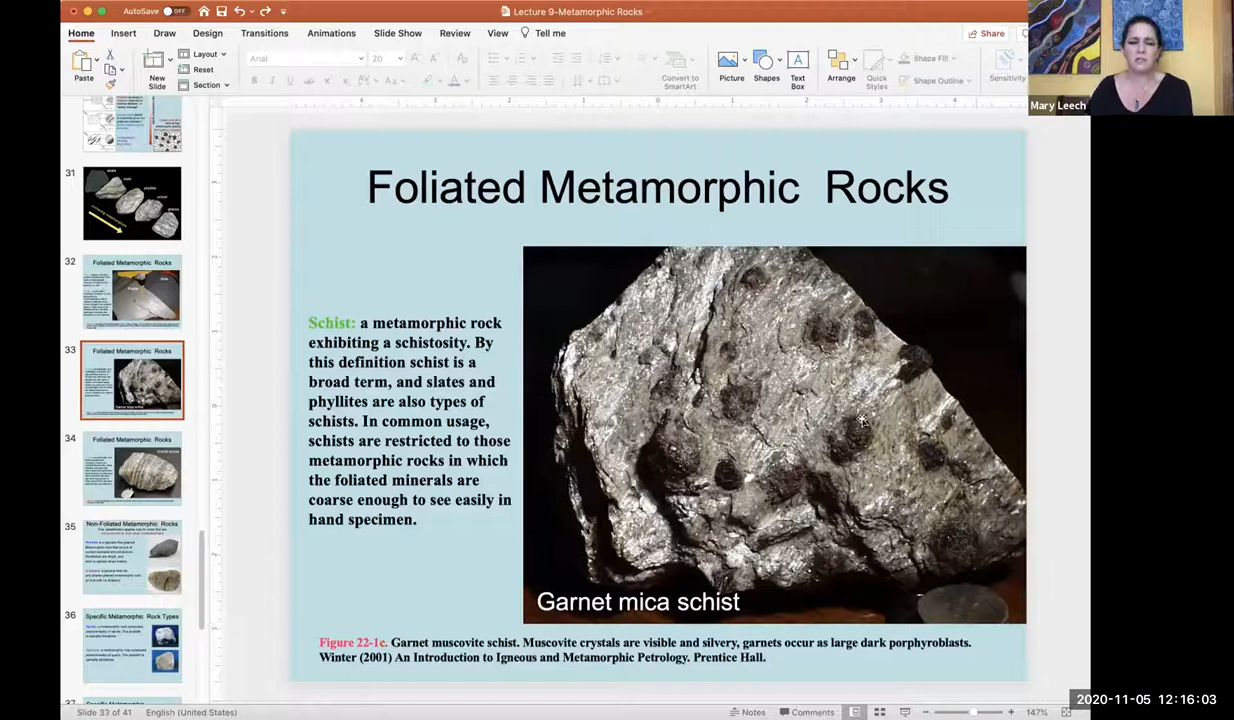 AutoSave OFF
Lecture 9-Metamorphic Rocks
Home Insert Draw Design Transitions Animations Slide Show Review View Tell me
Share
Paste
New Slide
Layout
Reset
Section
Arial 20
Convert to SmartArt
Picture
Shapes
Text Box
Arrange
Quick Styles
Shape Fill
Shape Outline
Sensitivity
Mary Leech
31
32
Foliated Metamorphic Rocks
33
Foliated Metamorphic Rocks
34
Foliated Metamorphic Rocks
35
Non-Foliated Metamorphic Rocks
36
Specific Metamorphic Rock Types
37
Foliated Metamorphic Rocks
Schist: a metamorphic rock
exhibiting a schistosity. By
this definition schist is a
broad term, and slates and
phyllites are also types of
schists. In common usage,
schists are restricted to those
metamorphic rocks in which
the foliated minerals are
coarse enough to see easily in
hand specimen.
Garnet mica schist
Figure 22-1c. Garnet muscovite schist. Muscovite crystals are visible and silvery, garnets occur as large dark porphyroblasts.
Winter (2001) An Introduction to Igneous and Metamorphic Petrology. Prentice Hall.
2020-11-05 12:16:03
Slide 33 of 41 English (United States) Notes Comments 147%